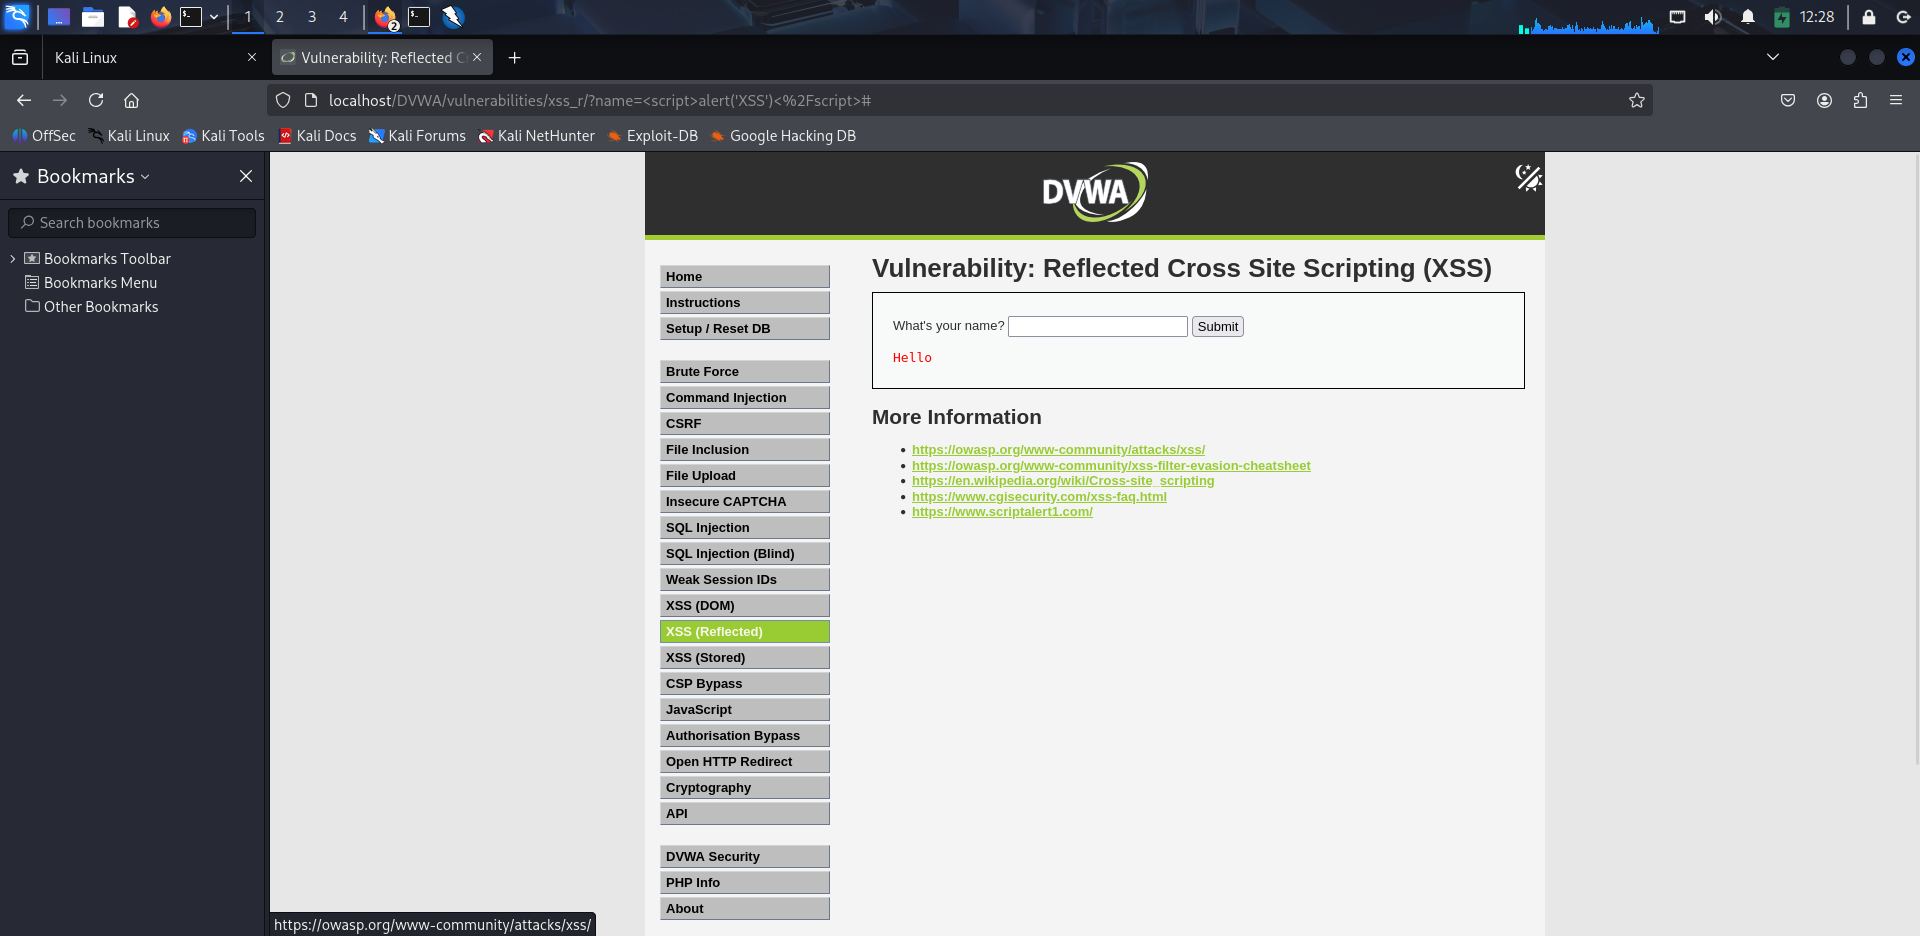 1 2 3 4 2 12:28
Kali Linux
Vulnerability: Reflected C
localhost/DVWA/vulnerabilities/xss_r/?name=<script>alert('XSS')<%2Fscript>#
OffSec Kali Linux Kali Tools Kali Docs Kali Forums Kali NetHunter Exploit-DB Google Hacking DB
Bookmarks
Search bookmarks
Bookmarks Toolbar
Bookmarks Menu
Other Bookmarks
DVWA
Home
Instructions
Setup / Reset DB
Brute Force
Command Injection
CSRF
File Inclusion
File Upload
Insecure CAPTCHA
SQL Injection
SQL Injection (Blind)
Weak Session IDs
XSS (DOM)
XSS (Reflected)
XSS (Stored)
CSP Bypass
JavaScript
Authorisation Bypass
Open HTTP Redirect
Cryptography
API
DVWA Security
PHP Info
About
Vulnerability: Reflected Cross Site Scripting (XSS)
What's your name? Submit
Hello
More Information
https://owasp.org/www-community/attacks/xss/
https://owasp.org/www-community/xss-filter-evasion-cheatsheet
https://en.wikipedia.org/wiki/Cross-site_scripting
https://www.cgisecurity.com/xss-faq.html
https://www.scriptalert1.com/
https://owasp.org/www-community/attacks/xss/